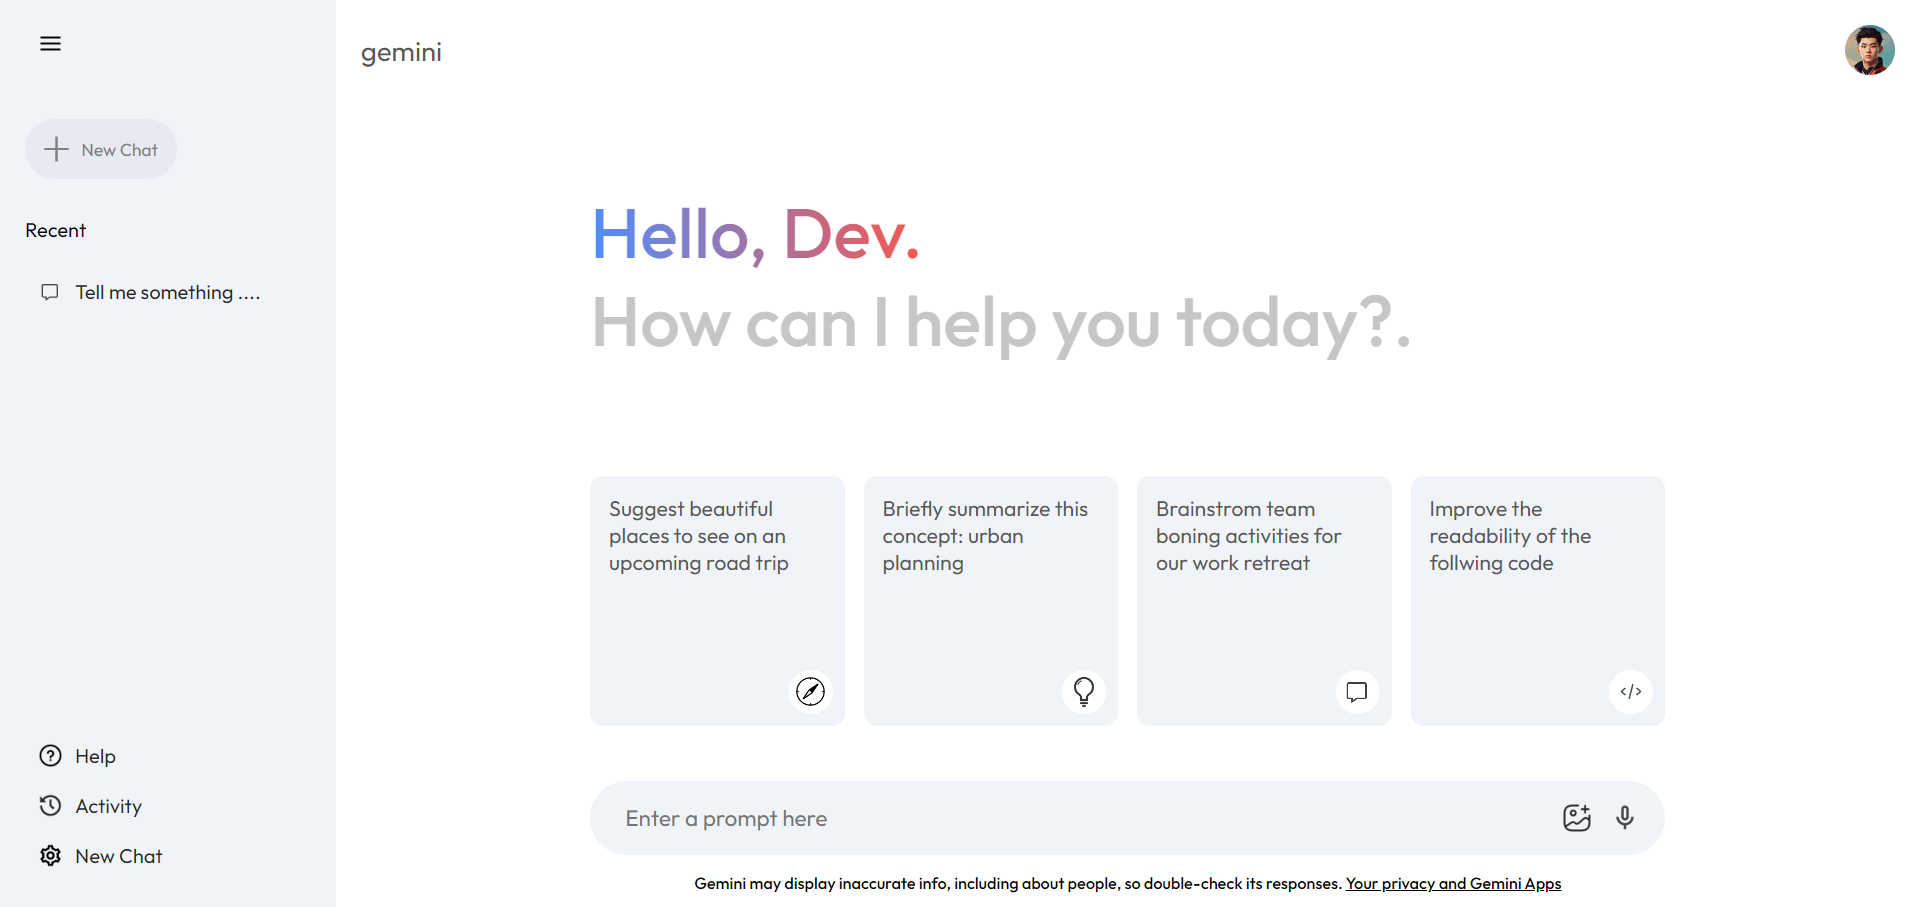 gemini
New Chat
Recent
Tell me something ....
Help
Activity
New Chat
Hello, Dev.
How can I help you today?.
Suggest beautiful
places to see on an
upcoming road trip
Briefly summarize this
concept: urban
planning
Brainstrom team
boning activities for
our work retreat
Improve the
readability of the
follwing code
Enter a prompt here
Gemini may display inaccurate info, including about people, so double-check its responses. Your privacy and Gemini Apps